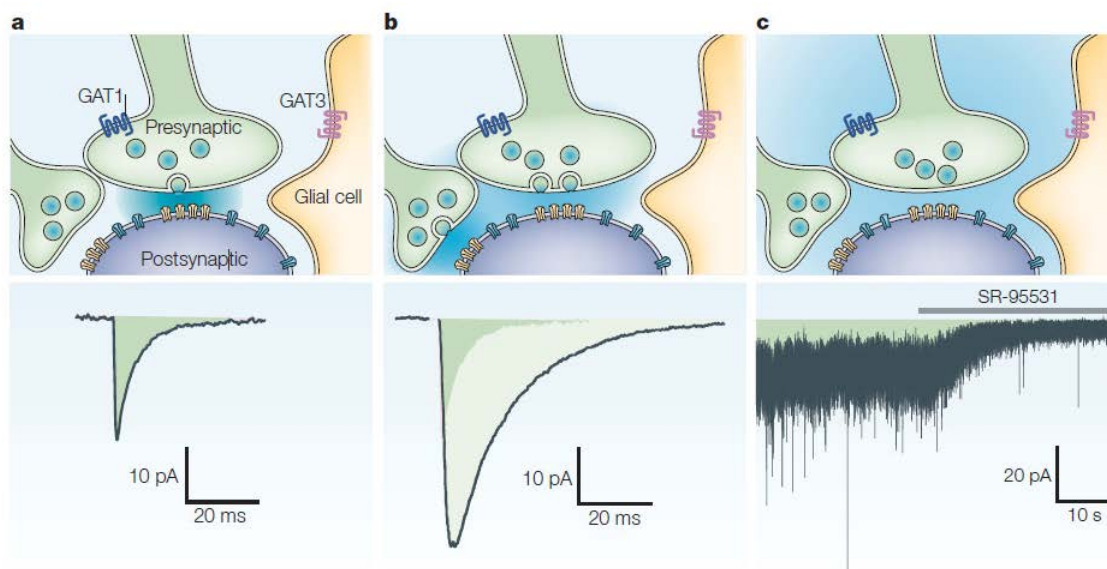 a
b
c
GAT1
GAT3
Presynaptic
Glial cell
Postsynaptic
SR-95531
10 pA
20 ms
10 pA
20 ms
20 pA
10 s